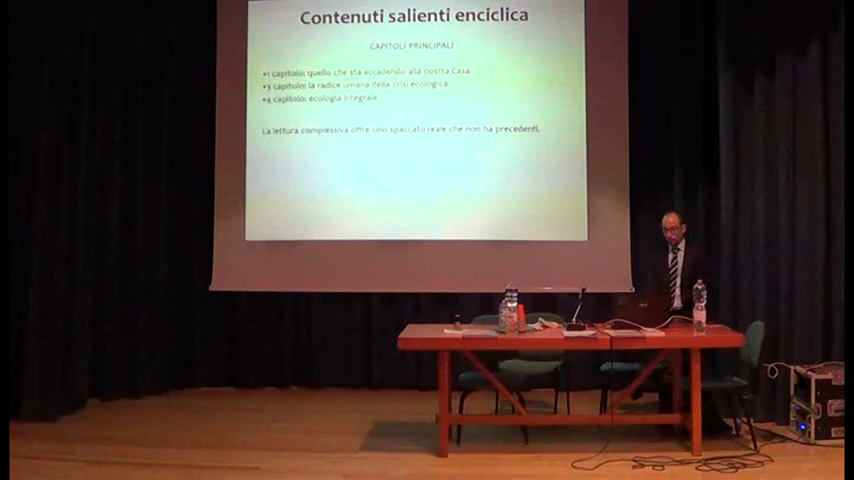 Contenuti salienti enciclica
CAPITOLI PRINCIPALI
•1 capitolo: quello che sta accadendo alla nostra Casa.
•3 capitolo: la radice umana della crisi ecologica.
•4 capitolo: ecologia integrale
La lettura complessiva offre uno spaccato reale che non ha precedenti.